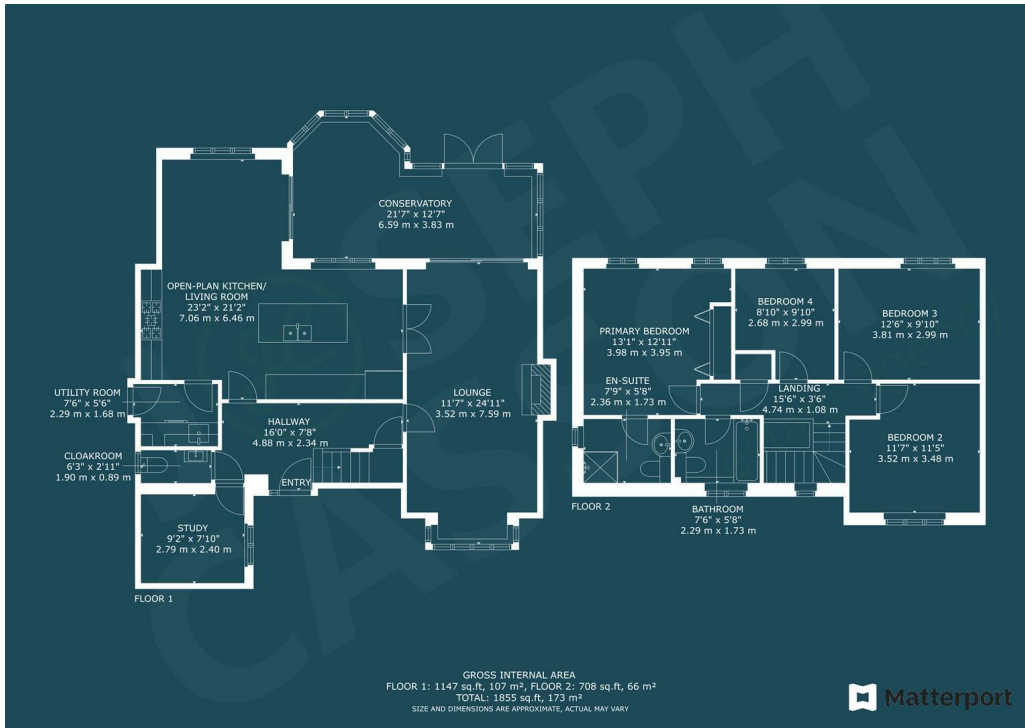 CONSERVATORY
21'7" x 12'7"
6.59 m x 3.83 m
OPEN-PLAN KITCHEN/
LIVING ROOM
23'2" x 21'2"
7.06 m x 6.46 m
UTILITY ROOM
7'6" x 5'6"
2.29 m x 1.68 m
LOUNGE
11'7" x 24'11"
3.52 m x 7.59 m
HALLWAY
16'0" x 7'8"
4.88 m x 2.34 m
CLOAKROOM
6'3" x 2'11"
1.90 m x 0.89 m
ENTRY
STUDY
9'2" x 7'10"
2.79 m x 2.40 m
FLOOR 1
PRIMARY BEDROOM
13'1" x 12'11"
3.98 m x 3.95 m
BEDROOM 4
8'10" x 9'10"
2.68 m x 2.99 m
BEDROOM 3
12'6" x 9'10"
3.81 m x 2.99 m
EN-SUITE
7'9" x 5'8"
2.36 m x 1.73 m
LANDING
15'6" x 3'6"
4.74 m x 1.08 m
BEDROOM 2
11'7" x 11'5"
3.52 m x 3.48 m
FLOOR 2
BATHROOM
7'6" x 5'8"
2.29 m x 1.73 m
GROSS INTERNAL AREA
FLOOR 1: 1147 sq.ft, 107 m², FLOOR 2: 708 sq.ft, 66 m²
TOTAL: 1855 sq.ft, 173 m²
SIZE AND DIMENSIONS ARE APPROXIMATE, ACTUAL MAY VARY
Matterport